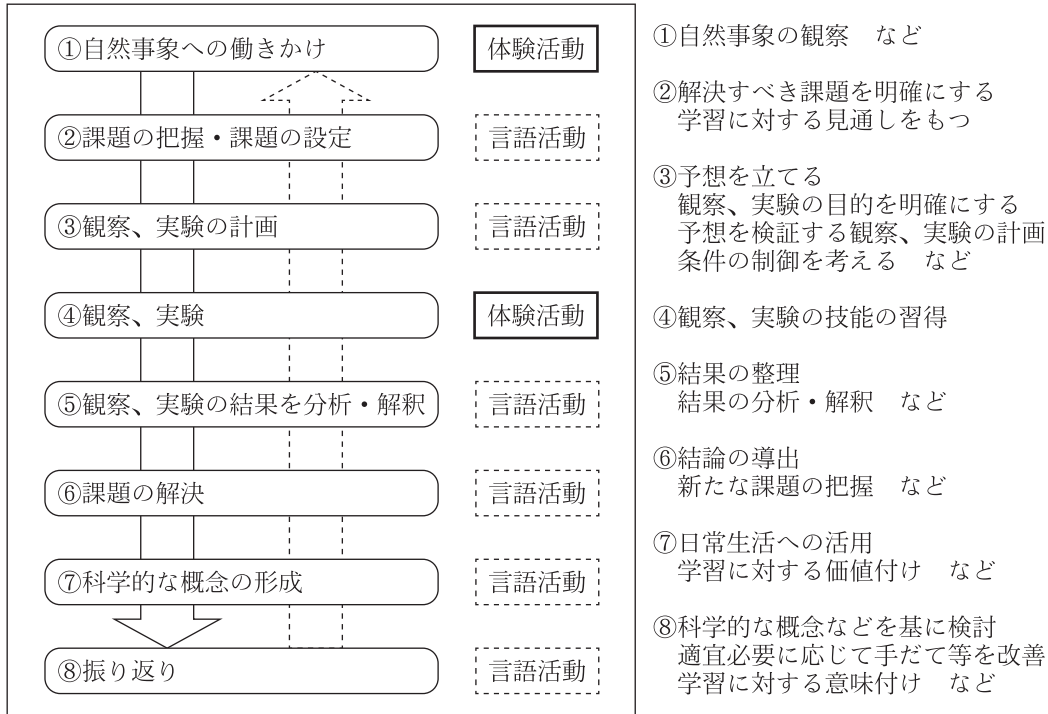 ①自然事象への働きかけ
体験活動
②課題の把握・課題の設定
言語活動
③観察、実験の計画
言語活動
④観察、実験
体験活動
⑤観察、実験の結果を分析・解釈
言語活動
⑥課題の解決
言語活動
⑦科学的な概念の形成
言語活動
⑧振り返り
言語活動
①自然事象の観察　など
②解決すべき課題を明確にする
学習に対する見通しをもつ
③予想を立てる
観察、実験の目的を明確にする
予想を検証する観察、実験の計画
条件の制御を考える　など
④観察、実験の技能の習得
⑤結果の整理
結果の分析・解釈　など
⑥結論の導出
新たな課題の把握　など
⑦日常生活への活用
学習に対する価値付け　など
⑧科学的な概念などを基に検討
適宜必要に応じて手だて等を改善
学習に対する意味付け　など